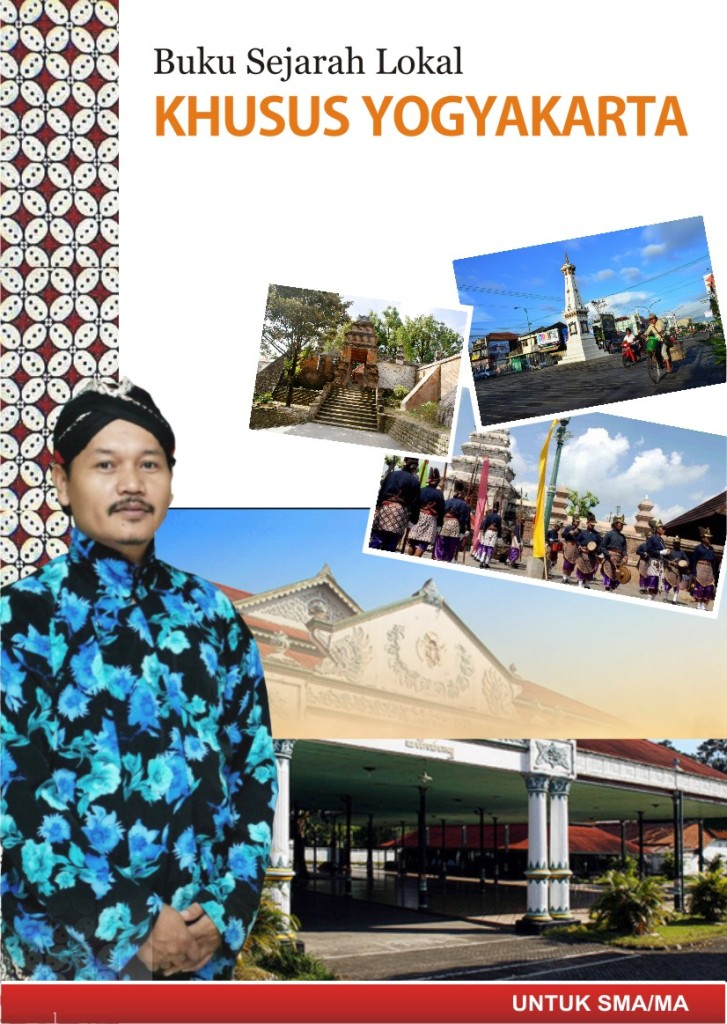 Buku Sejarah Lokal
KHUSUS YOGYAKARTA
UNTUK SMA/MA